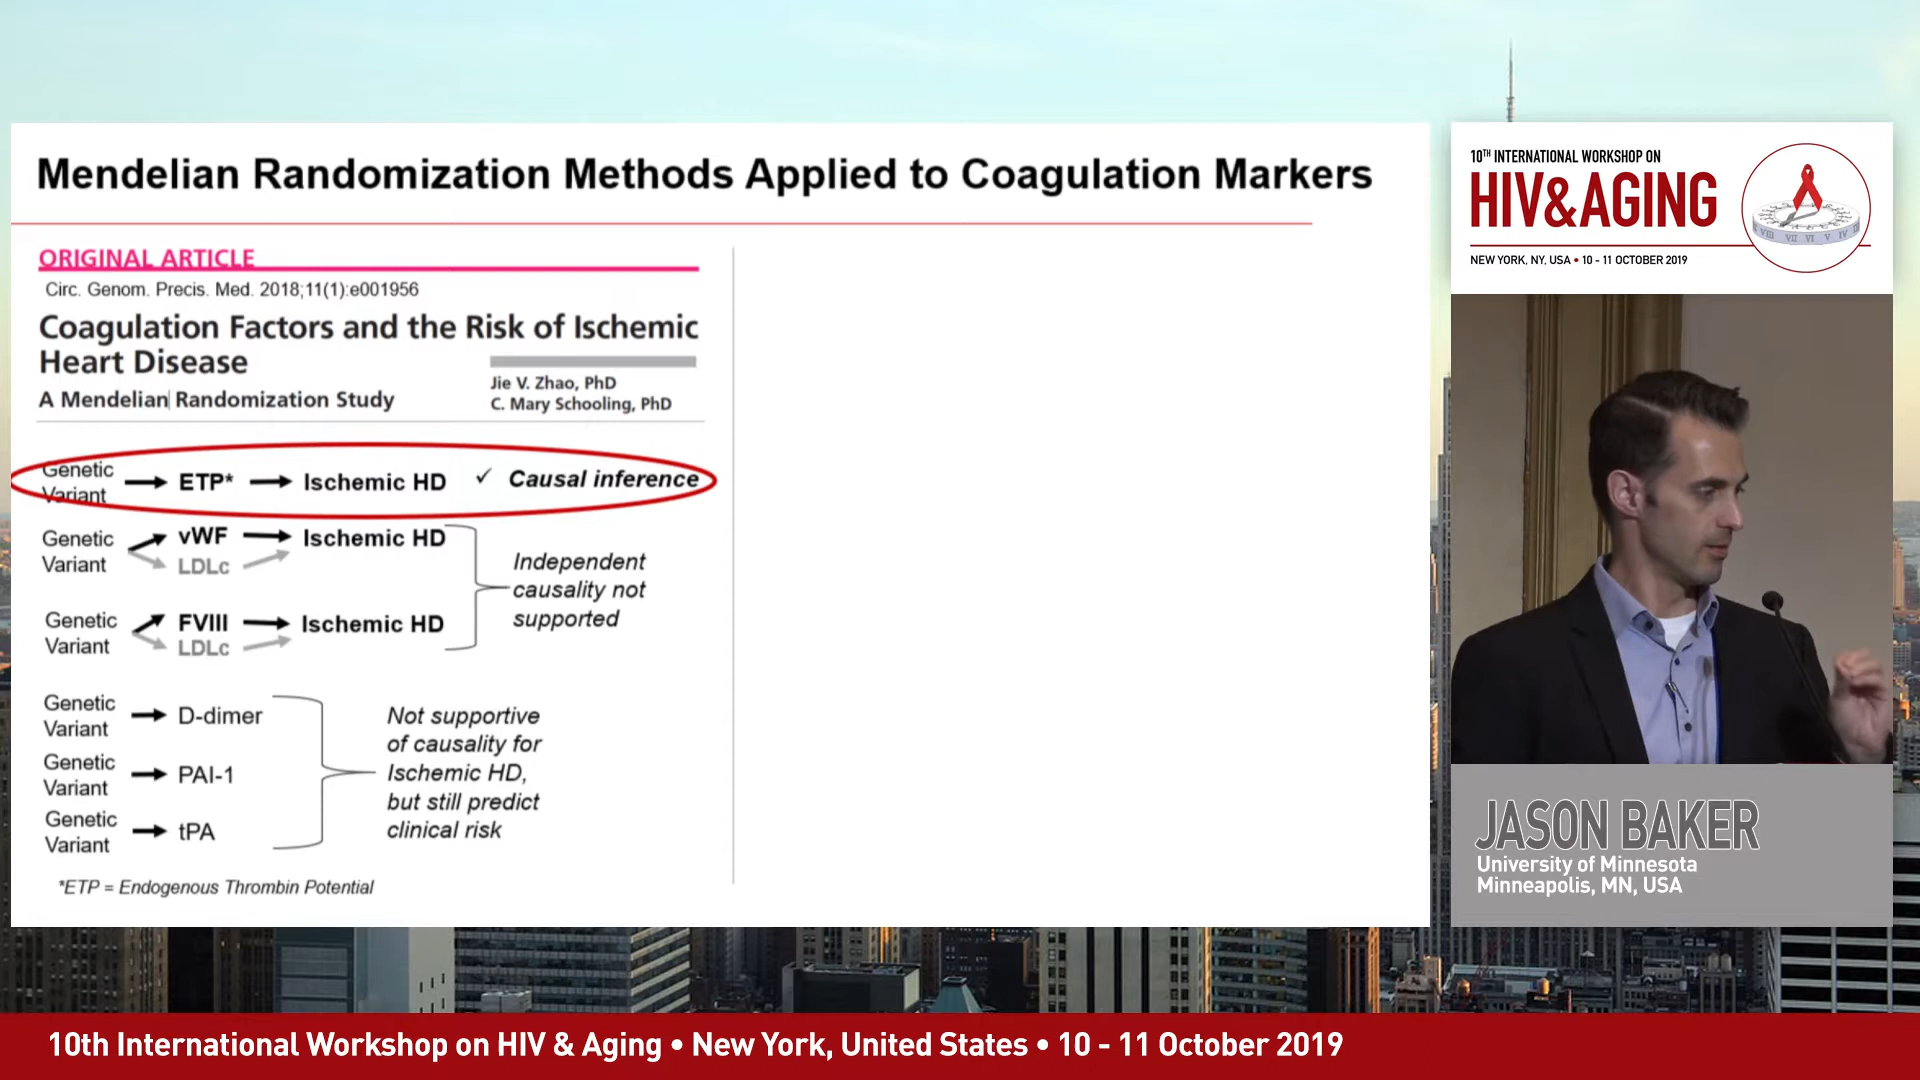 Mendelian Randomization Methods Applied to Coagulation Markers
ORIGINAL ARTICLE
Circ. Genom. Precis. Med. 2018;11(1):e001956
Coagulation Factors and the Risk of Ischemic
Heart Disease
A Mendelian Randomization Study
Jie V. Zhao, PhD
C. Mary Schooling, PhD
Genetic
Variant
ETP*
Ischemic HD
✓ Causal inference
Genetic
Variant
vWF
LDLc
Ischemic HD
Genetic
Variant
FVIII
LDLc
Ischemic HD
Independent
causality not
supported
Genetic
Variant
D-dimer
Genetic
Variant
PAI-1
Genetic
Variant
tPA
Not supportive
of causality for
Ischemic HD,
but still predict
clinical risk
*ETP = Endogenous Thrombin Potential
10TH INTERNATIONAL WORKSHOP ON
HIV&AGING
NEW YORK, NY, USA • 10 - 11 OCTOBER 2019
JASON BAKER
University of Minnesota
Minneapolis, MN, USA
10th International Workshop on HIV & Aging • New York, United States • 10 - 11 October 2019